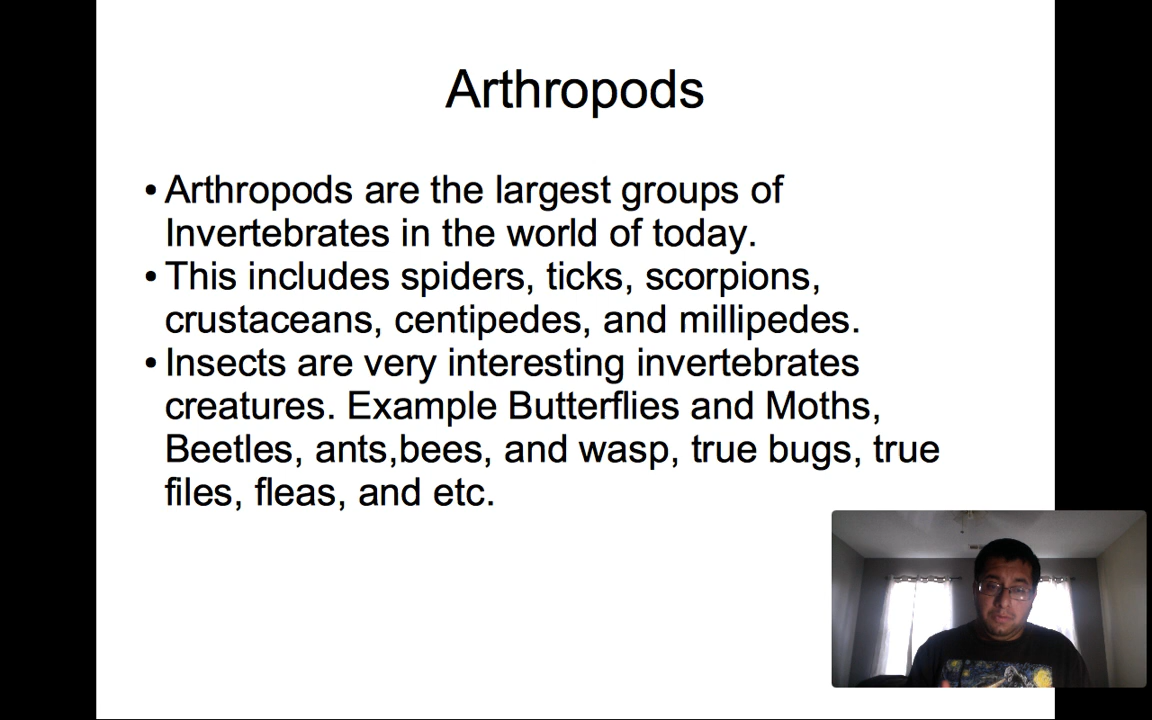 Arthropods
• Arthropods are the largest groups of
Invertebrates in the world of today.
• This includes spiders, ticks, scorpions,
crustaceans, centipedes, and millipedes.
• Insects are very interesting invertebrates
creatures. Example Butterflies and Moths,
Beetles, ants,bees, and wasp, true bugs, true
files, fleas, and etc.